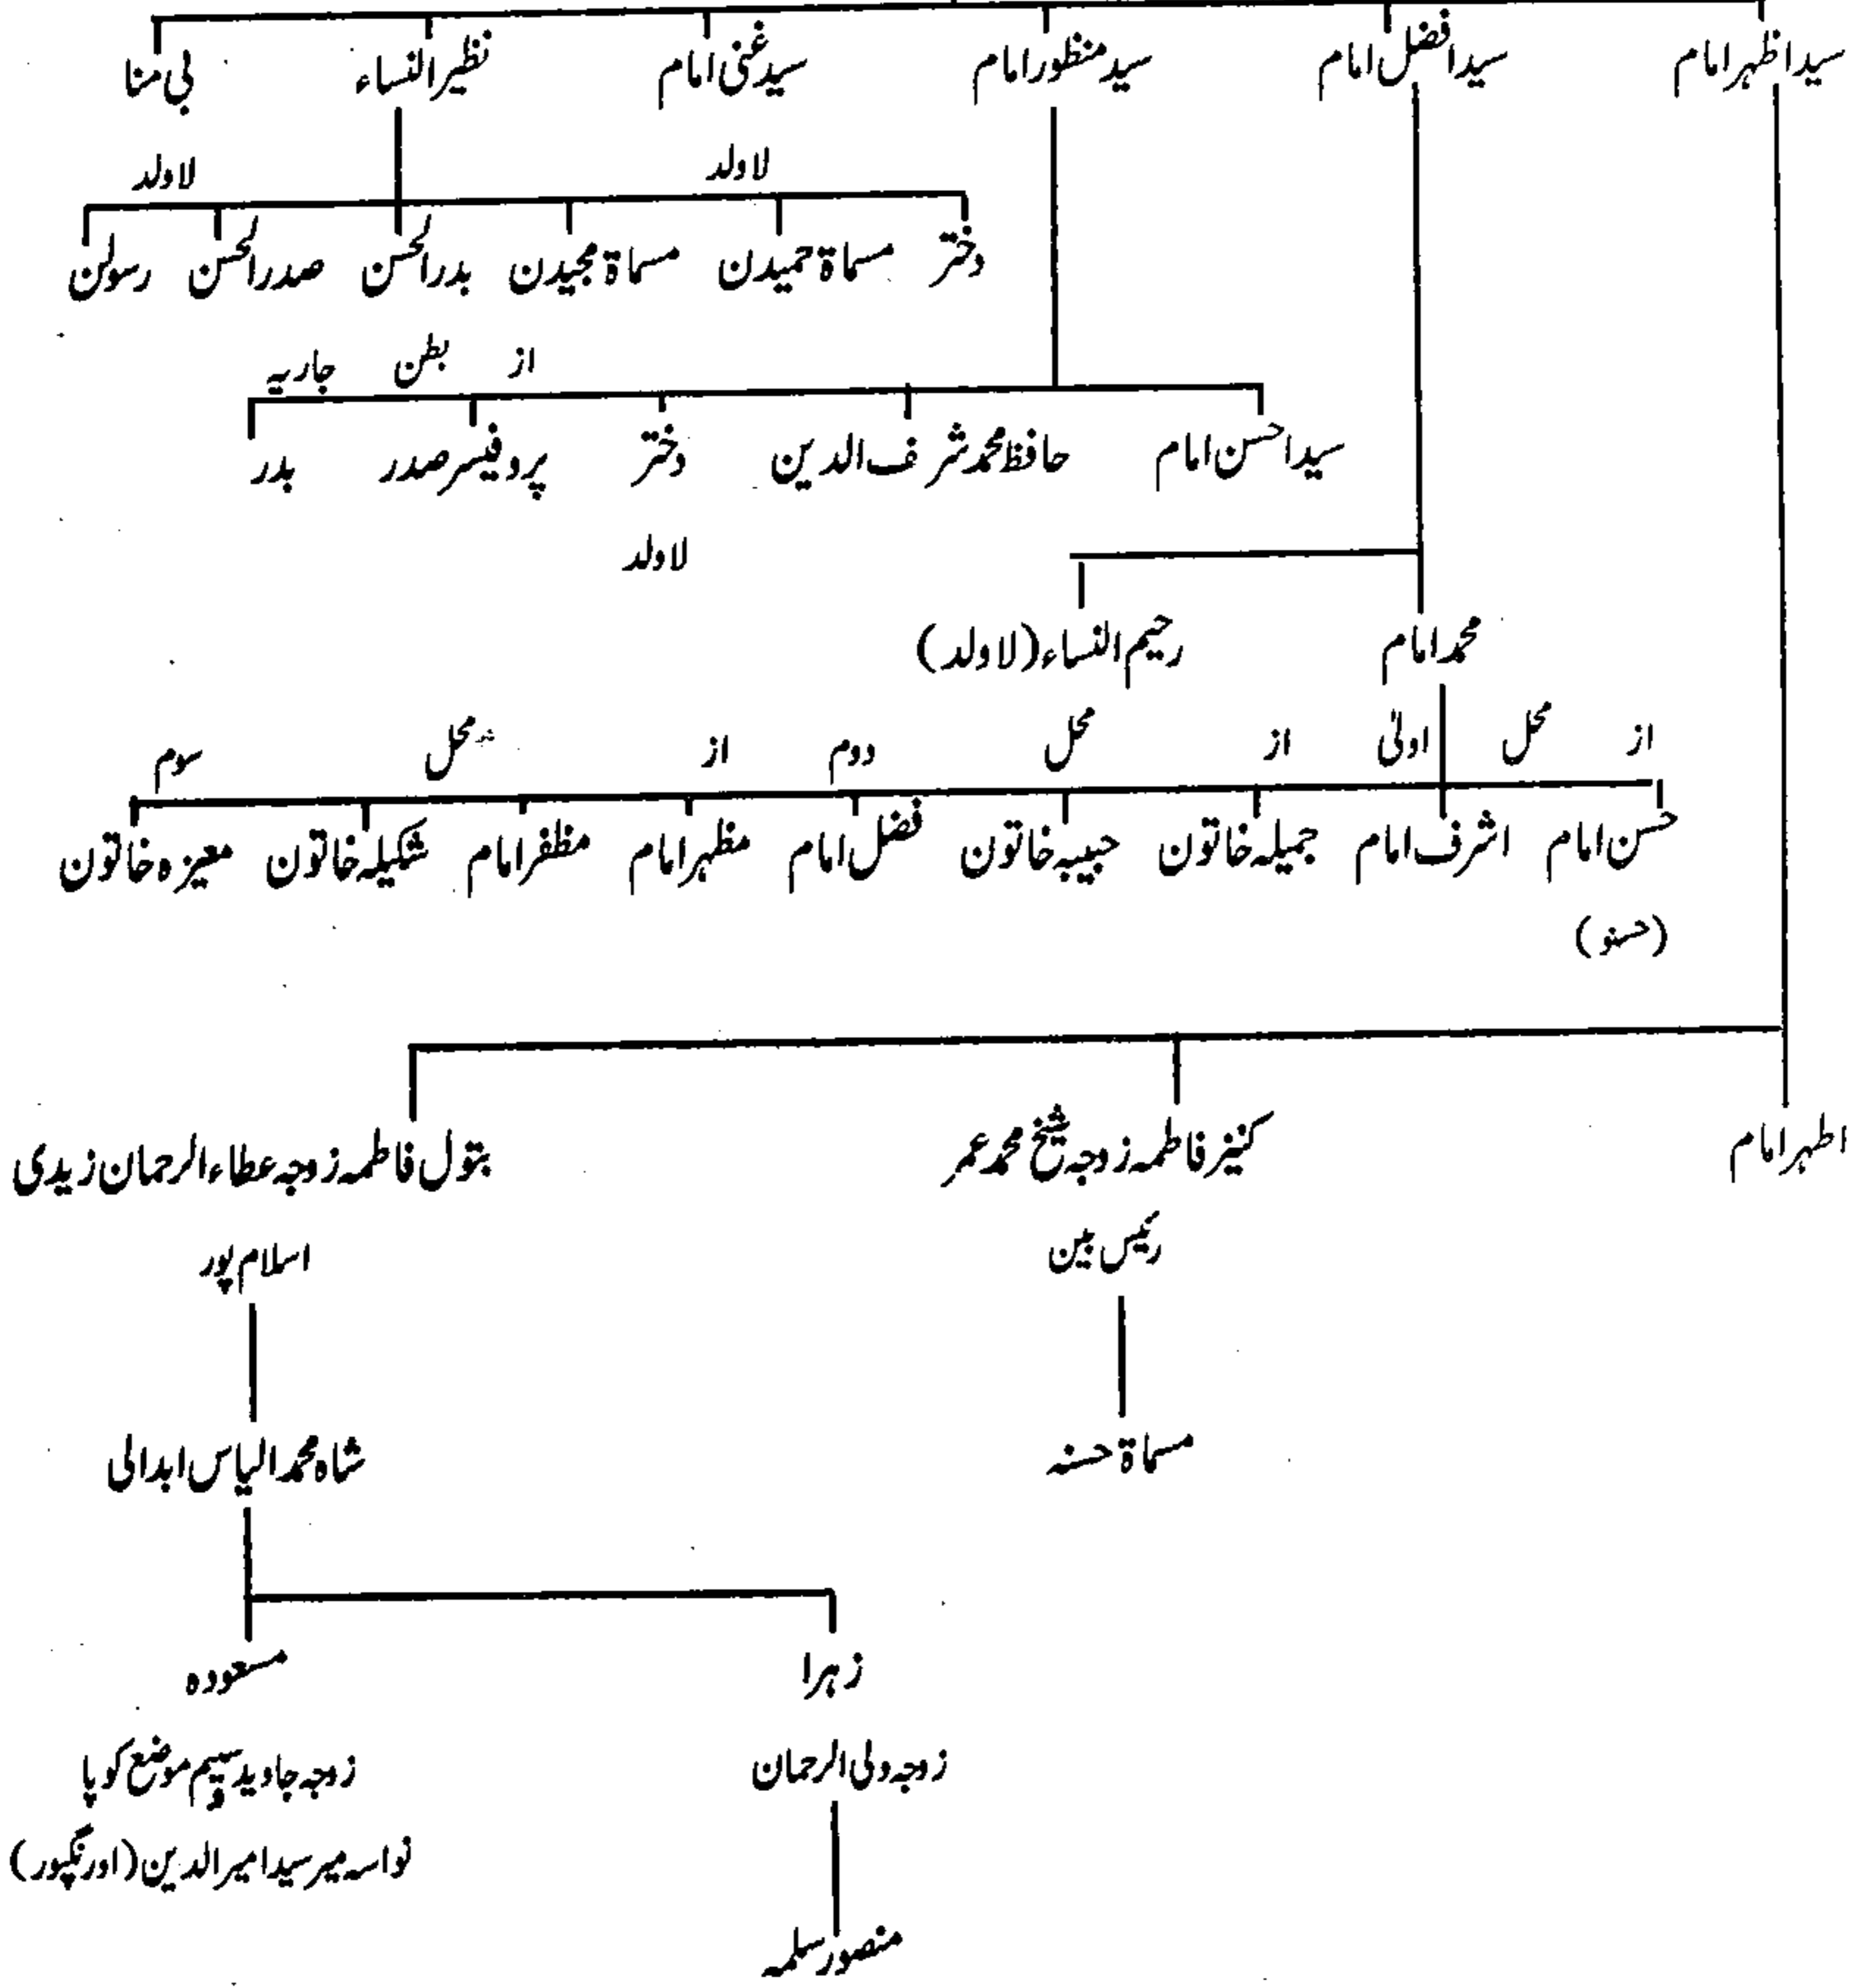 سید اظہر امام سید افضل امام سید منظور امام سید غنی امام نظیر النساء بی منا
لاولد لاولد
دختر مسماۃ حمیدن مسماۃ مجیدن بدر الحسن صدر الحسن رسولن
از بطن جاریہ
سید احسن امام حافظ محمد شرف الدین دختر پروفیسر صدر بدر
لاولد
محمد امام رحیم النساء (لاولد)
از محل اولیٰ از محل دوم از محل سوم
حسن امام اشرف امام جمیلہ خاتون حبیبہ خاتون فضل امام مظہر امام مظفر امام شکیلہ خاتون معیزہ خاتون
(حسنو)
اطہر امام کنیز فاطمہ زوجہ شیخ محمد عمر بتول فاطمہ زوجہ عطاء الرحمان زیدی
رئیس بین اسلام پور
مسماۃ حسنہ شاہ محمد الیاس ابدالی
زہرا مسعودہ
زوجہ ولی الرحمان زوجہ جاوید موضع کوپا
نواسہ میر سید امیر الدین (اورنگپور)
منصور سلمہ